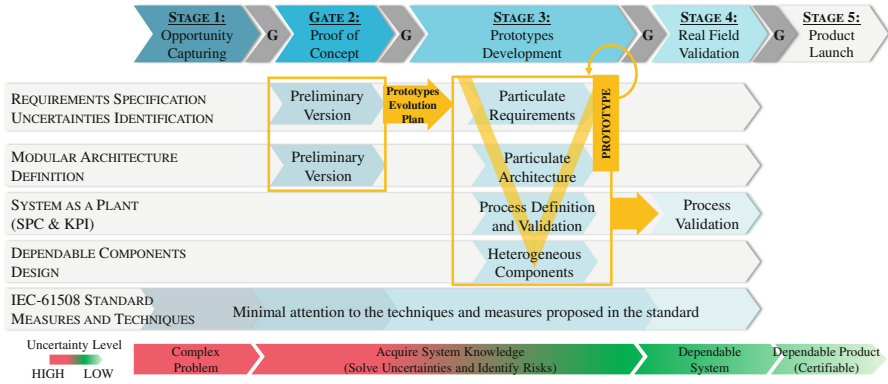 STAGE 1:
Opportunity
Capturing
G
GATE 2:
Proof of
Concept
G
STAGE 3:
Prototypes
Development
G
STAGE 4:
Real Field
Validation
G
STAGE 5:
Product
Launch
REQUIREMENTS SPECIFICATION
UNCERTAINTIES IDENTIFICATION
Preliminary
Version
Prototypes
Evolution
Plan
Particulate
Requirements
PROTOTYPE
MODULAR ARCHITECTURE
DEFINITION
Preliminary
Version
Particulate
Architecture
SYSTEM AS A PLANT
(SPC & KPI)
Process Definition
and Validation
Process
Validation
DEPENDABLE COMPONENTS
DESIGN
Heterogeneous
Components
IEC-61508 STANDARD
MEASURES AND TECHNIQUES
Minimal attention to the techniques and measures proposed in the standard
Uncertainty Level
HIGH LOW
Complex
Problem
Acquire System Knowledge
(Solve Uncertainties and Identify Risks)
Dependable
System
Dependable Product
(Certifiable)